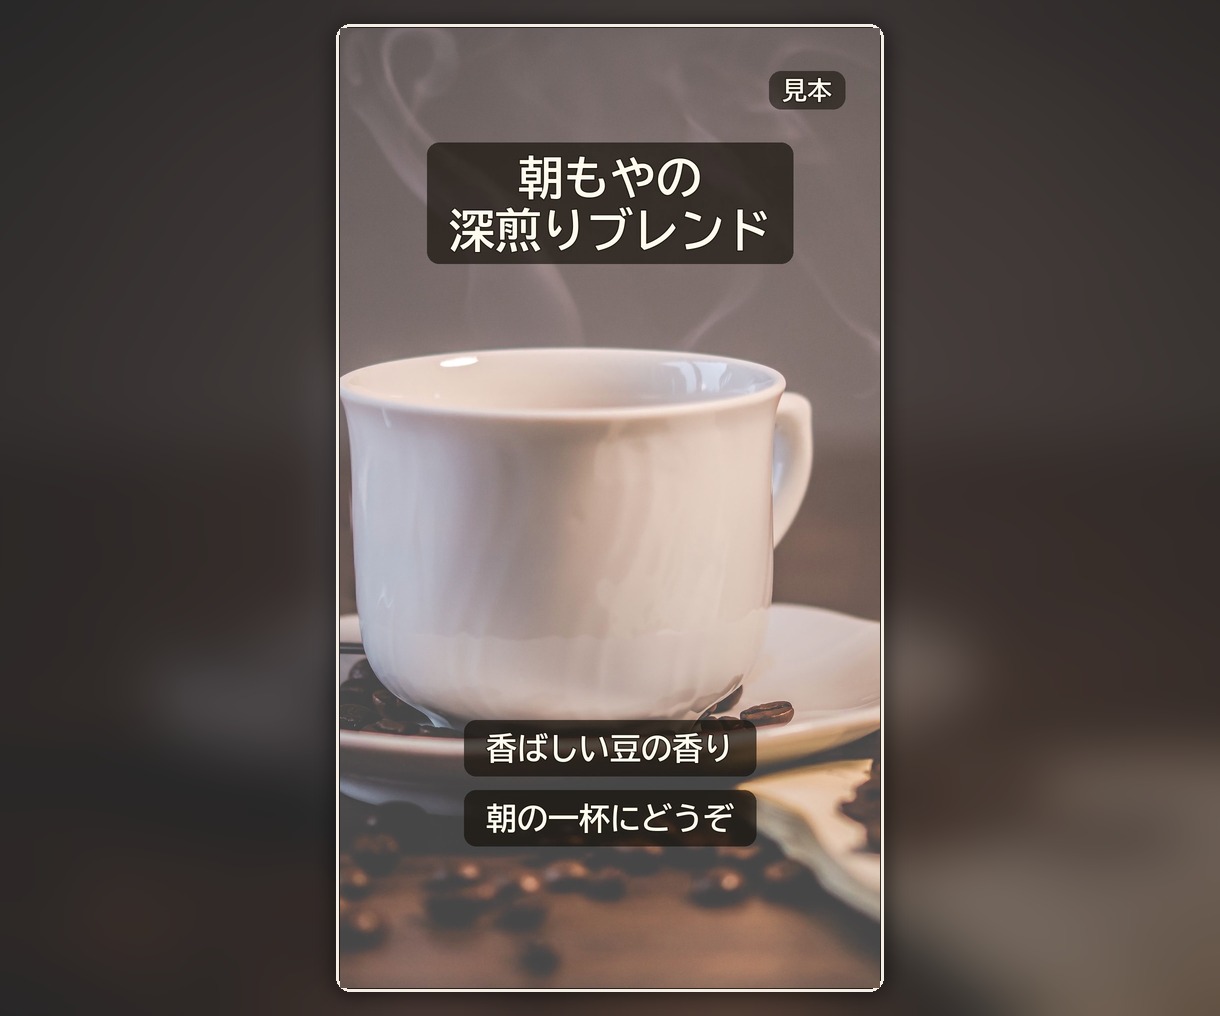 見本
朝もやの
深煎りブレンド
香ばしい豆の香り
朝の一杯にどうぞ